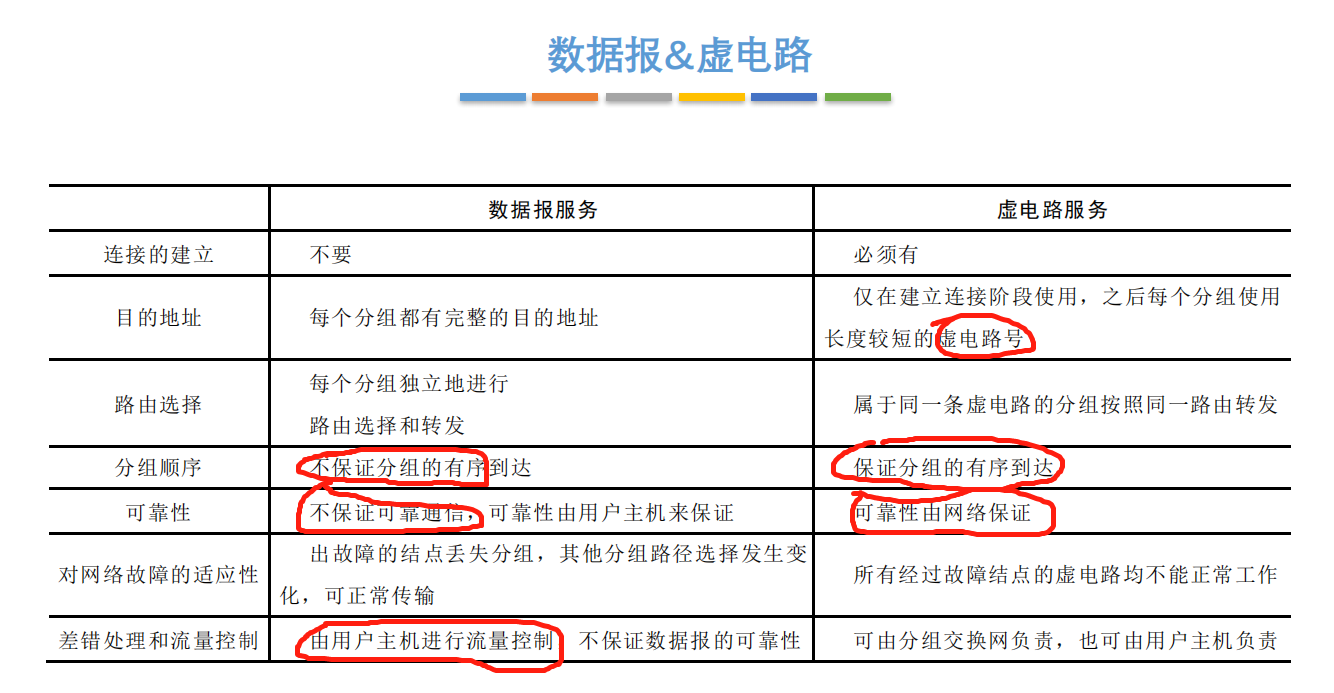 数据报&虚电路
数据报服务 虚电路服务
连接的建立 不要 必须有
目的地址 每个分组都有完整的目的地址 仅在建立连接阶段使用，之后每个分组使用
长度较短的虚电路号
路由选择 每个分组独立地进行
路由选择和转发 属于同一条虚电路的分组按照同一路由转发
分组顺序 不保证分组的有序到达 保证分组的有序到达
可靠性 不保证可靠通信，可靠性由用户主机来保证 可靠性由网络保证
对网络故障的适应性 出故障的结点丢失分组，其他分组路径选择发生变
化，可正常传输 所有经过故障结点的虚电路均不能正常工作
差错处理和流量控制 由用户主机进行流量控制 不保证数据报的可靠性 可由分组交换网负责，也可由用户主机负责